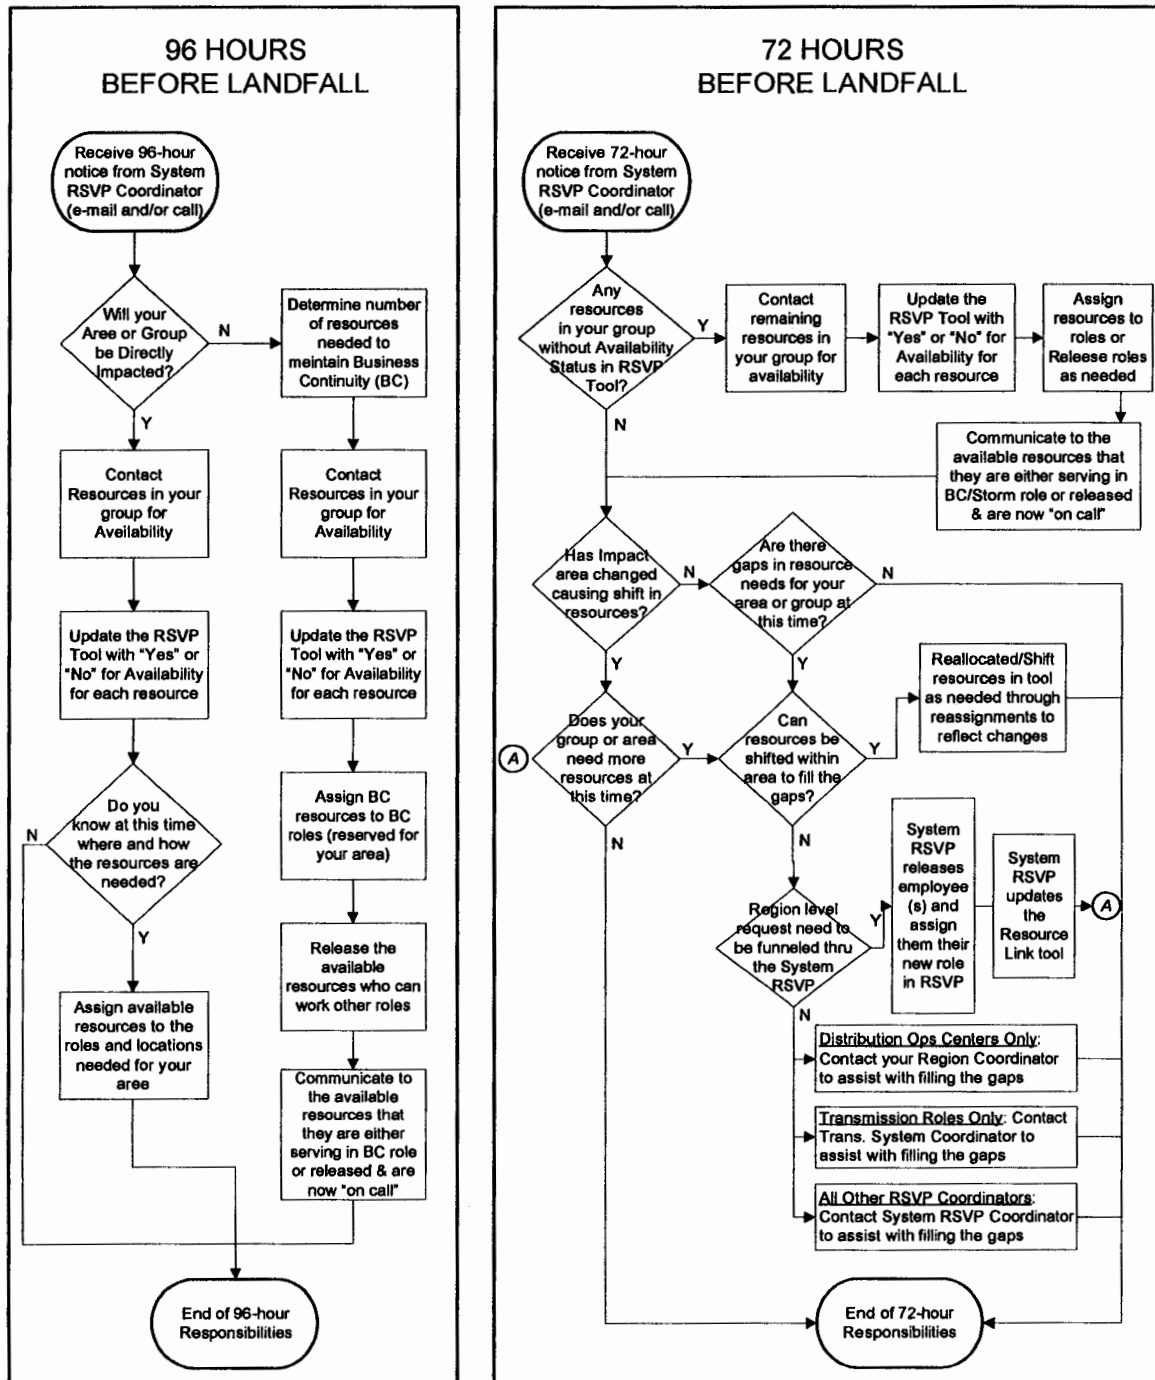 96 HOURS
BEFORE LANDFALL
Receive 96-hour
notice from System
RSVP Coordinator
(e-mail and/or call)
Will your
Aree or Group
be Directly
Impacted?
N
Y
Determine number
of resources
needed to
maintain Business
Continuity (BC)
Contact
Resources in your
group for
Aveilability
Contact
Resources in your
group for
Availability
Update the RSVP
Tool with "Yes" or
"No" for Availability
for each resource
Update the RSVP
Tool with "Yes" or
"No" for Availability
for each resource
Do you
know at this time
where and how
the resources are
needed?
N
Y
Assign BC
resources to BC
roles (reserved for
your area)
Release the
available
resources who can
work other roles
Assign available
resources to the
roles and locations
needed for your
area
Communicate to
the available
resources that
they are either
serving in BC role
or released & are
now "on call"
End of 96-hour
Responsibilities
72 HOURS
BEFORE LANDFALL
Receive 72-hour
notice from System
RSVP Coordinator
(e-mail and/or call)
Any
resources
in your group
without Availability
Status in RSVP
Tool?
Y
N
Contact
remaining
resources in
your group for
availability
Update the
RSVP Tool with
"Yes" or "No" for
Availability for
each resource
Assign
resources to
roles or
Releese roles
as needed
Communicate to the
available resources that
they are either serving in
BC/Storm role or released
& are now "on call"
Has Impact
area changed
causing shift in
resources?
N
Y
Are there
gaps in resource
needs for your
area or group at
this time?
N
Y
Reallocated/Shift
resources in tool
as needed through
reassignments to
reflect changes
A
Does your
group or area
need more
resources at
this time?
Y
N
Can
resources be
shifted within
area to fill the
gaps?
Y
N
Region level
request need to
be funneled thru
the System
RSVP
Y
N
System
RSVP
releases
employee
(s) and
assign
them their
new role
in RSVP
System
RSVP
updates
the
Resource
Link tool
A
Distribution Ops Centers Only:
Contact your Region Coordinator
to assist with filling the gaps
Transmission Roles Only: Contact
Trans. System Coordinator to
assist with filling the gaps
All Other RSVP Coordinators:
Contact System RSVP Coordinator
to assist with filling the gaps
End of 72-hour
Responsibilities